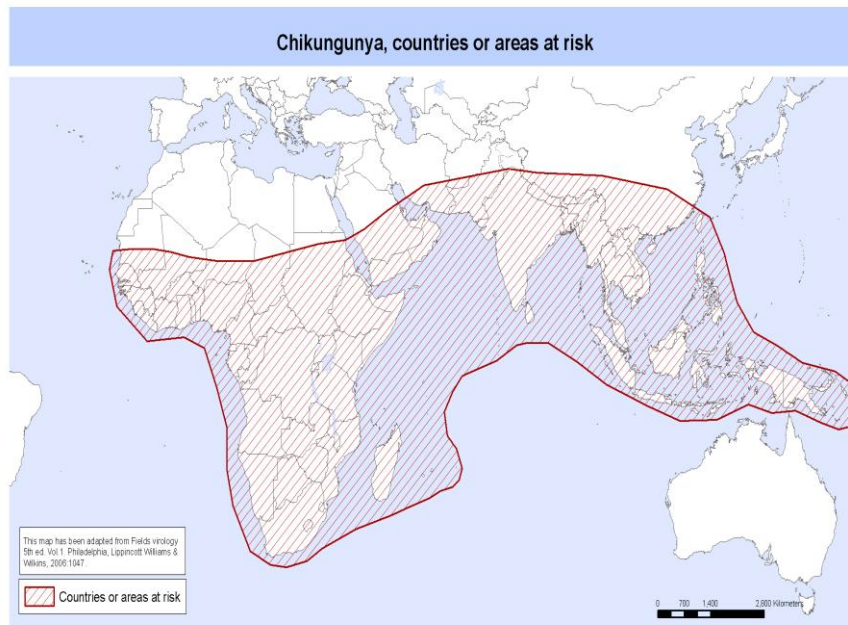 Chikungunya, countries or areas at risk
This map has been adapted from Fields virology
5th ed. Vol.1. Philadelphia, Lippincott Williams &
Wilkins, 2006:1047.
Countries or areas at risk
0 700 1,400 2,800 Kilometers